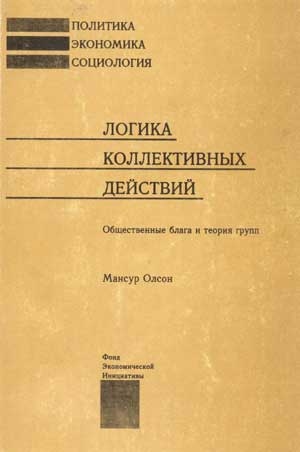 ПОЛИТИКА
ЭКОНОМИКА
СОЦИОЛОГИЯ
ЛОГИКА
КОЛЛЕКТИВНЫХ
ДЕЙСТВИЙ
Общественные блага и теория групп
Мансур Олсон
Фонд
Экономической
Инициативы